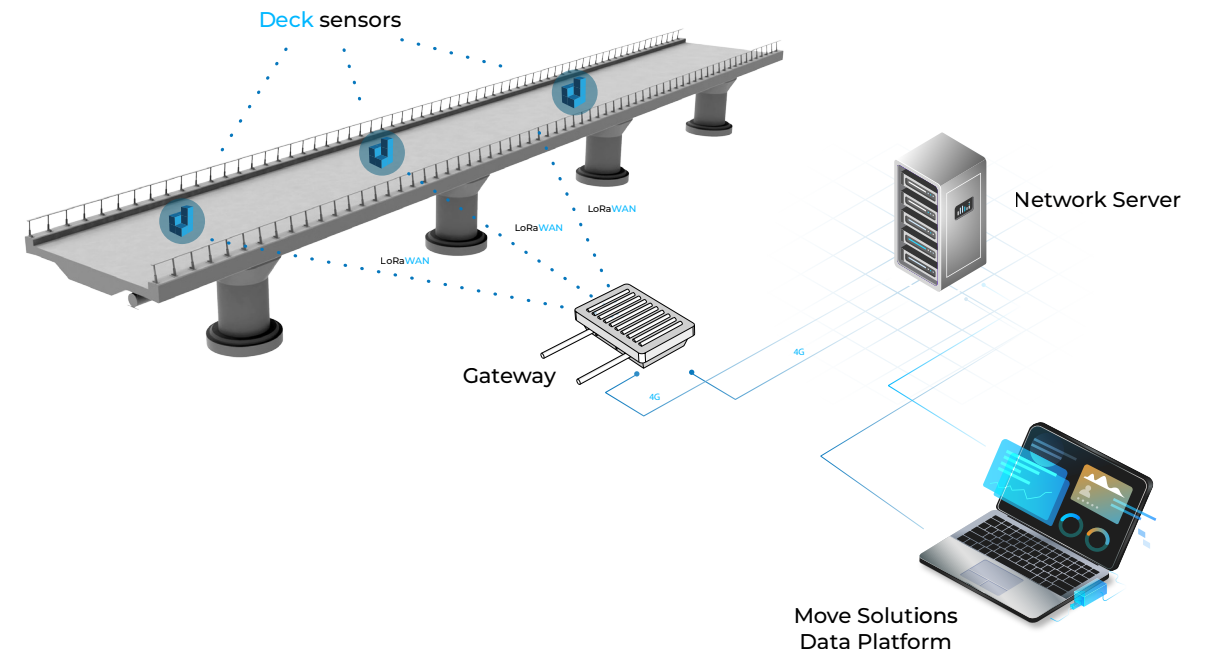 Deck sensors
LoRaWAN
LoRaWAN
LoRaWAN
Network Server
Gateway
4G
4G
Move Solutions
Data Platform